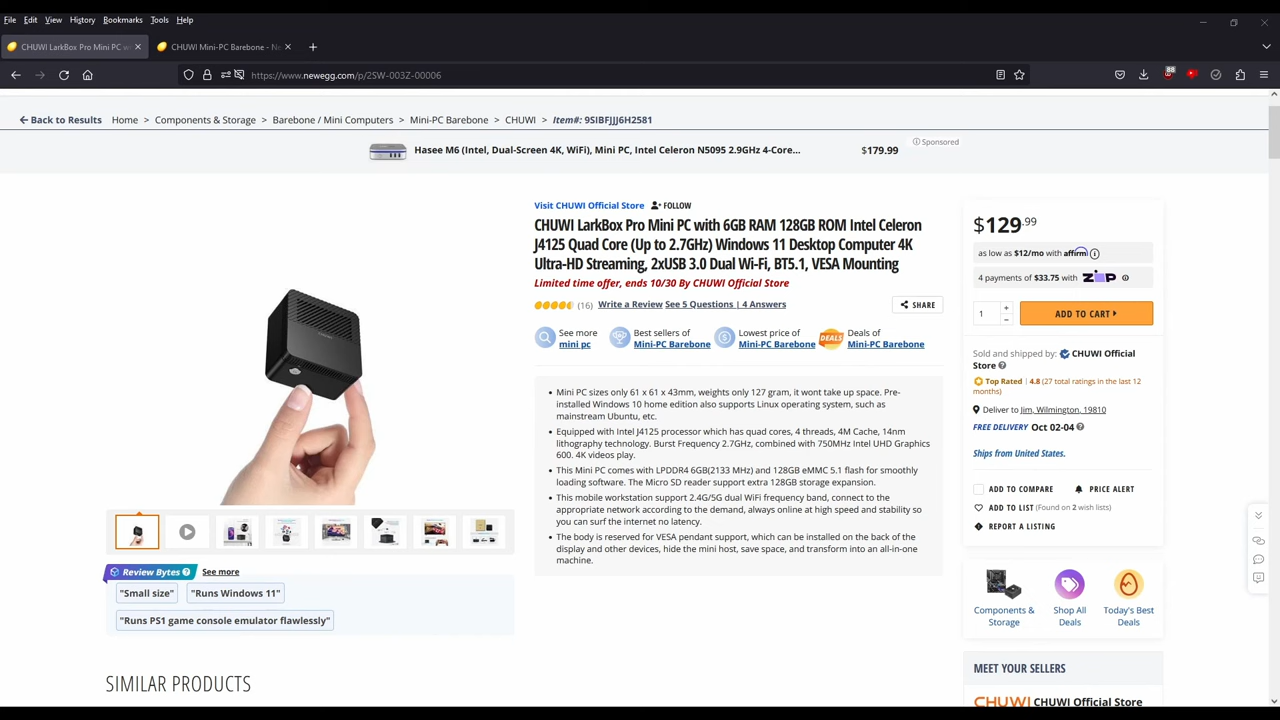 File Edit View History Bookmarks Tools Help
CHUWI LarkBox Pro Mini PC w
CHUWI Mini-PC Barebone - Ne
https://www.newegg.com/p/2SW-003Z-00006
88
Back to Results Home > Components & Storage > Barebone / Mini Computers > Mini-PC Barebone > CHUWI > Item#: 9SIBFJJJ6H2581
Hasee M6 (Intel, Dual-Screen 4K, WiFi), Mini PC, Intel Celeron N5095 2.9GHz 4-Core... $179.99 Sponsored
Visit CHUWI Official Store FOLLOW
CHUWI LarkBox Pro Mini PC with 6GB RAM 128GB ROM Intel Celeron
J4125 Quad Core (Up to 2.7GHz) Windows 11 Desktop Computer 4K
Ultra-HD Streaming, 2xUSB 3.0 Dual Wi-Fi, BT5.1, VESA Mounting
Limited time offer, ends 10/30 By CHUWI Official Store
(16) Write a Review See 5 Questions | 4 Answers SHARE
See more
mini pc
Best sellers of
Mini-PC Barebone
Lowest price of
Mini-PC Barebone
DEALS
Deals of
Mini-PC Barebone
• Mini PC sizes only 61 x 61 x 43mm, weights only 127 gram, it wont take up space. Pre-
installed Windows 10 home edition also supports Linux operating system, such as
mainstream Ubuntu, etc.
• Equipped with Intel J4125 processor which has quad cores, 4 threads, 4M Cache, 14nm
lithography technology. Burst Frequency 2.7GHz, combined with 750MHz Intel UHD Graphics
600. 4K videos play.
• This Mini PC comes with LPDDR4 6GB(2133 MHz) and 128GB eMMC 5.1 flash for smoothly
loading software. The Micro SD reader support extra 128GB storage expansion.
• This mobile workstation support 2.4G/5G dual WiFi frequency band, connect to the
appropriate network according to the demand, always online at high speed and stability so
you can surf the internet no latency.
• The body is reserved for VESA pendant support, which can be installed on the back of the
display and other devices, hide the mini host, save space, and transform into an all-in-one
machine.
$129.99
as low as $12/mo with affirm
4 payments of $33.75 with ZIP
1 + - ADD TO CART
Sold and shipped by: CHUWI Official
Store
Top Rated | 4.8 (27 total ratings in the last 12
months)
Deliver to Jim, Wilmington, 19810
FREE DELIVERY Oct 02-04
Ships from United States.
ADD TO COMPARE PRICE ALERT
ADD TO LIST (Found on 2 wish lists)
REPORT A LISTING
Components &
Storage
Shop All
Deals
Today's Best
Deals
MEET YOUR SELLERS
CHUWI CHUWI Official Store
Review Bytes See more
"Small size" "Runs Windows 11"
"Runs PS1 game console emulator flawlessly"
SIMILAR PRODUCTS